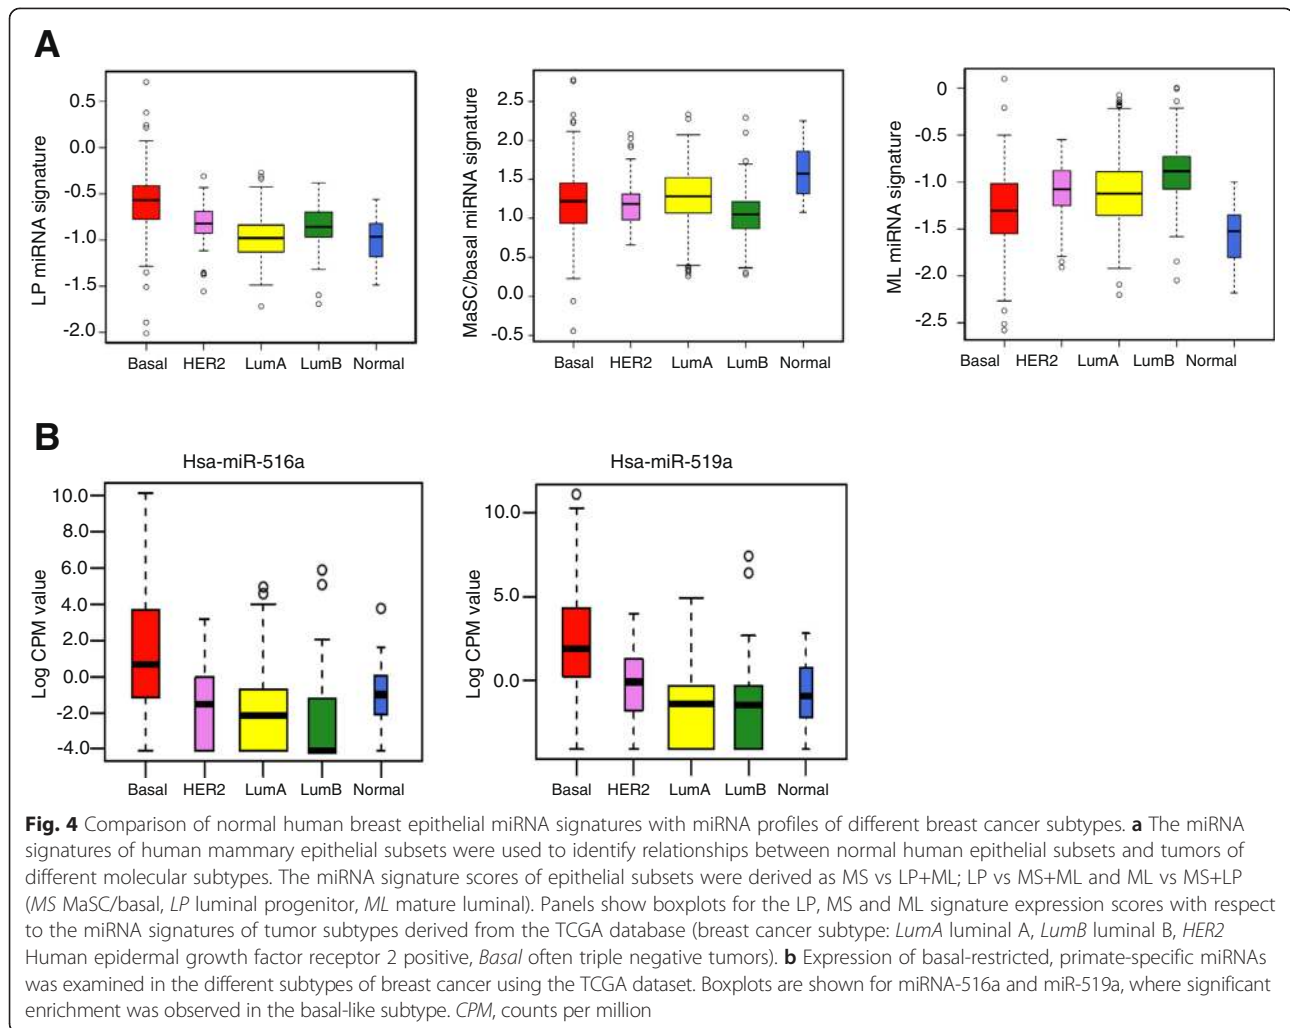 A
LP miRNA signature
0.5
0.0
-0.5
-1.0
-1.5
-2.0
Basal HER2 LumA LumB Normal
MaSC/basal miRNA signature
2.5
2.0
1.5
1.0
0.5
0.0
-0.5
Basal HER2 LumA LumB Normal
ML miRNA signature
0
-0.5
-1.0
-1.5
-2.0
-2.5
Basal HER2 LumA LumB Normal
B
Hsa-miR-516a
Log CPM value
10.0
8.0
6.0
4.0
2.0
0.0
-2.0
-4.0
Basal HER2 LumA LumB Normal
Hsa-miR-519a
Log CPM value
10.0
5.0
0.0
Basal HER2 LumA LumB Normal
Fig. 4 Comparison of normal human breast epithelial miRNA signatures with miRNA profiles of different breast cancer subtypes. a The miRNA
signatures of human mammary epithelial subsets were used to identify relationships between normal human epithelial subsets and tumors of
different molecular subtypes. The miRNA signature scores of epithelial subsets were derived as MS vs LP+ML; LP vs MS+ML and ML vs MS+LP
(MS MaSC/basal, LP luminal progenitor, ML mature luminal). Panels show boxplots for the LP, MS and ML signature expression scores with respect
to the miRNA signatures of tumor subtypes derived from the TCGA database (breast cancer subtype: LumA luminal A, LumB luminal B, HER2
Human epidermal growth factor receptor 2 positive, Basal often triple negative tumors). b Expression of basal-restricted, primate-specific miRNAs
was examined in the different subtypes of breast cancer using the TCGA dataset. Boxplots are shown for miRNA-516a and miR-519a, where significant
enrichment was observed in the basal-like subtype. CPM, counts per million